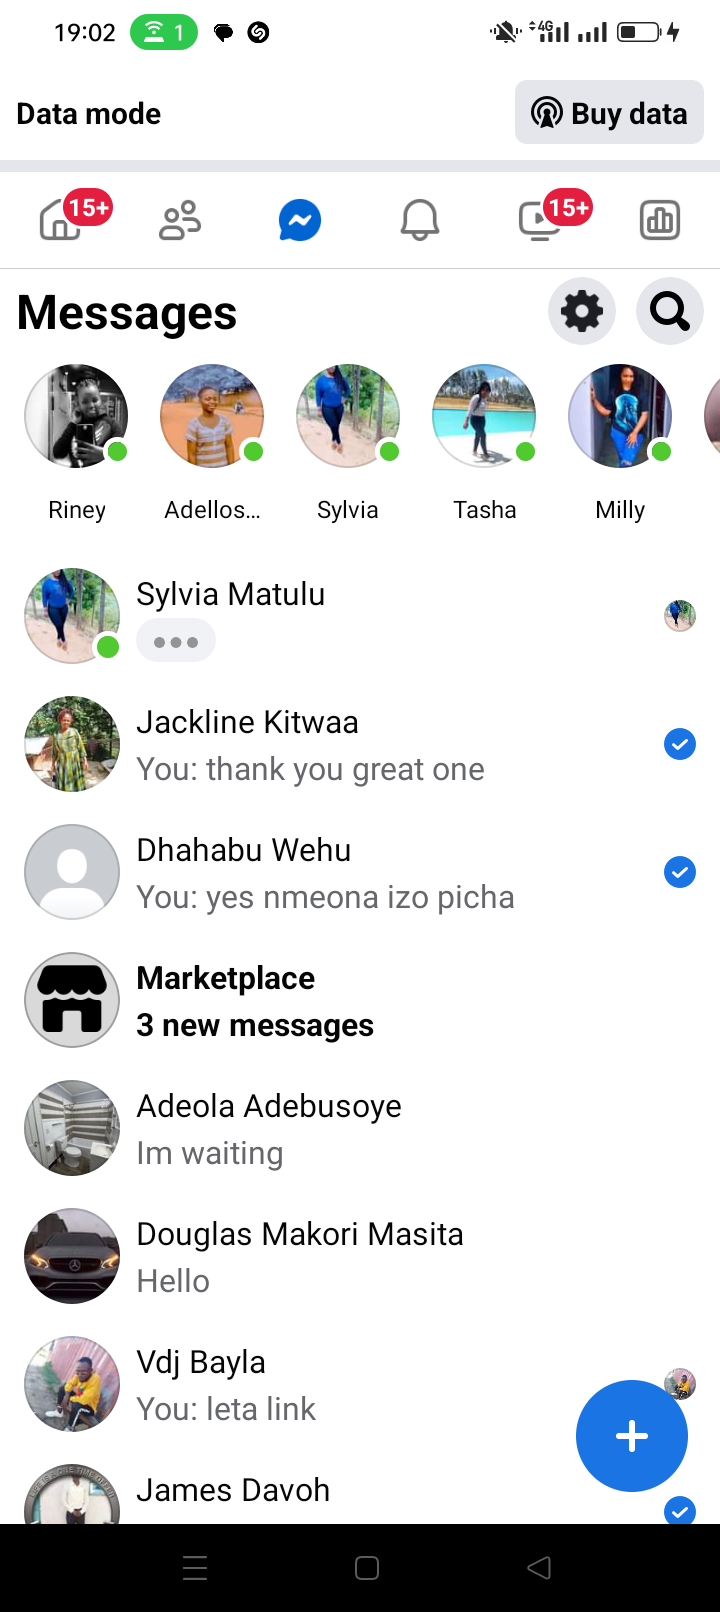 19:02
1
4G
Data mode
Buy data
15+
15+
Messages
Riney
Adellos...
Sylvia
Tasha
Milly
Sylvia Matulu
Jackline Kitwaa
You: thank you great one
Dhahabu Wehu
You: yes nmeona izo picha
Marketplace
3 new messages
Adeola Adebusoye
Im waiting
Douglas Makori Masita
Hello
Vdj Bayla
You: leta link
James Davoh